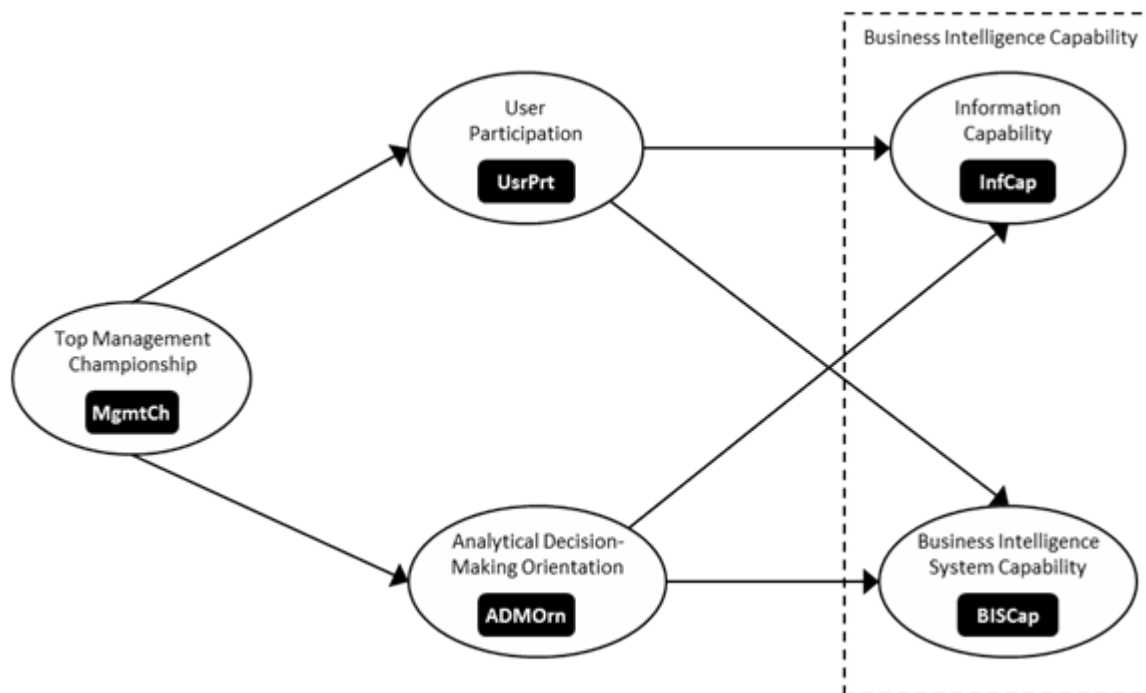 Business Intelligence Capability
User
Participation
UsrPrt
Information
Capability
InfCap
Top Management
Championship
MgmtCh
Analytical Decision-
Making Orientation
ADMOrn
Business Intelligence
System Capability
BISCap